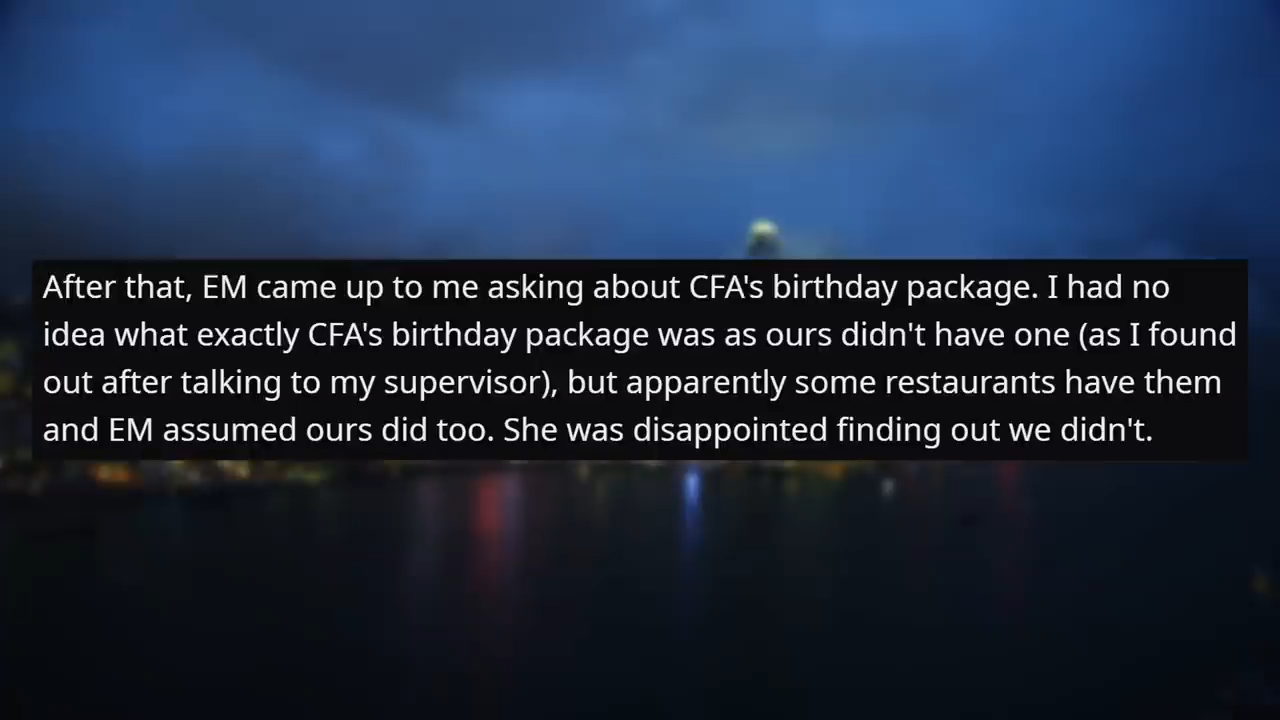 After that, EM came up to me asking about CFA's birthday package. I had no
idea what exactly CFA's birthday package was as ours didn't have one (as I found
out after talking to my supervisor), but apparently some restaurants have them
and EM assumed ours did too. She was disappointed finding out we didn't.